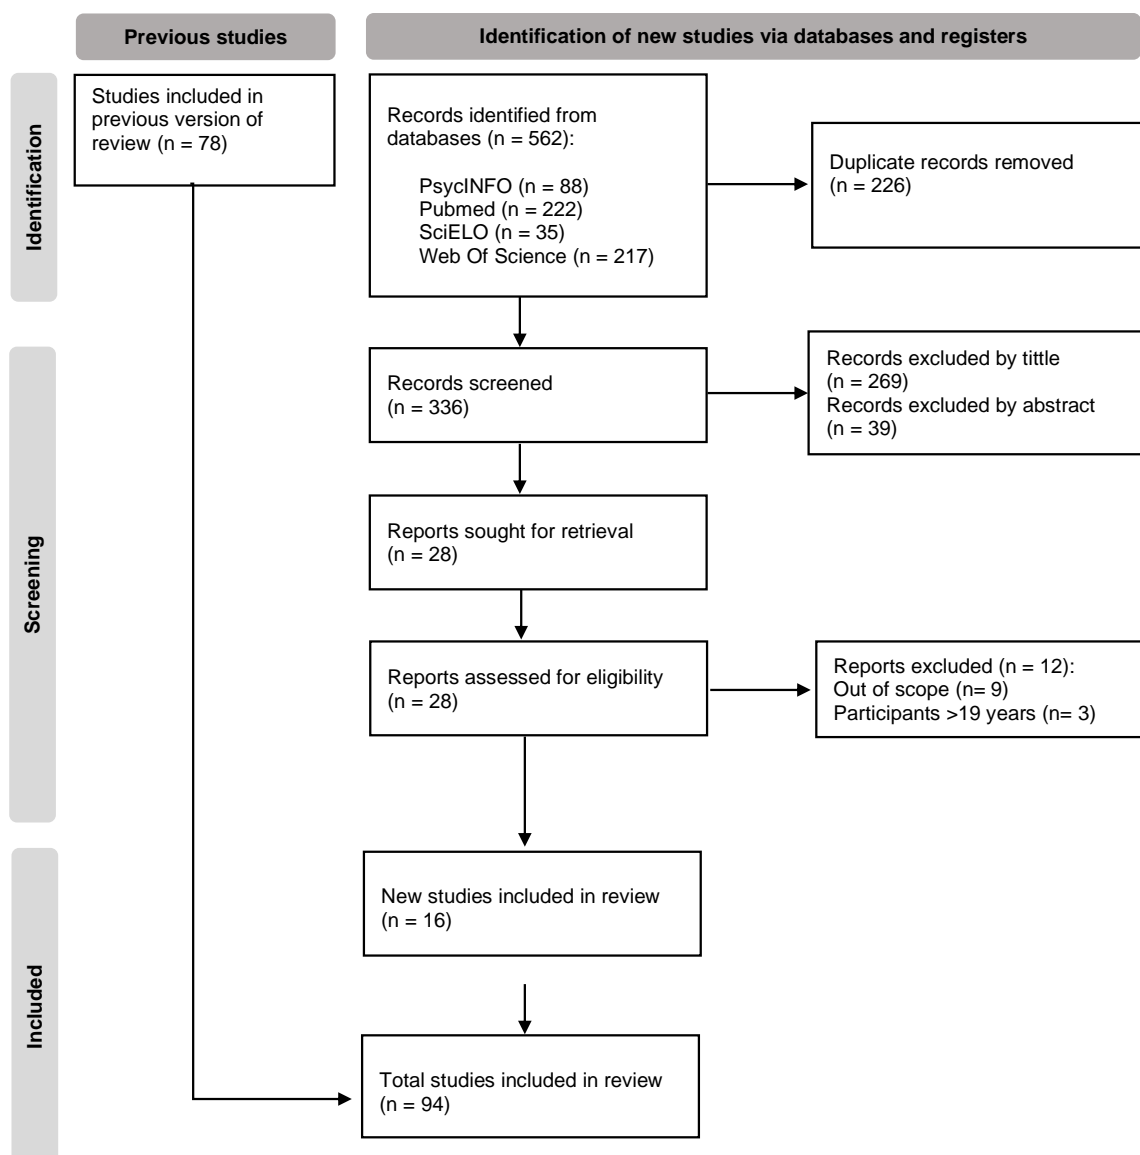 Previous studies
Identification of new studies via databases and registers
Identification
Studies included in
previous version of
review (n = 78)
Records identified from
databases (n = 562):
PsycINFO (n = 88)
Pubmed (n = 222)
SciELO (n = 35)
Web Of Science (n = 217)
Duplicate records removed
(n = 226)
Screening
Records screened
(n = 336)
Records excluded by tittle
(n = 269)
Records excluded by abstract
(n = 39)
Reports sought for retrieval
(n = 28)
Reports assessed for eligibility
(n = 28)
Reports excluded (n = 12):
Out of scope (n= 9)
Participants >19 years (n= 3)
Included
New studies included in review
(n = 16)
Total studies included in review
(n = 94)